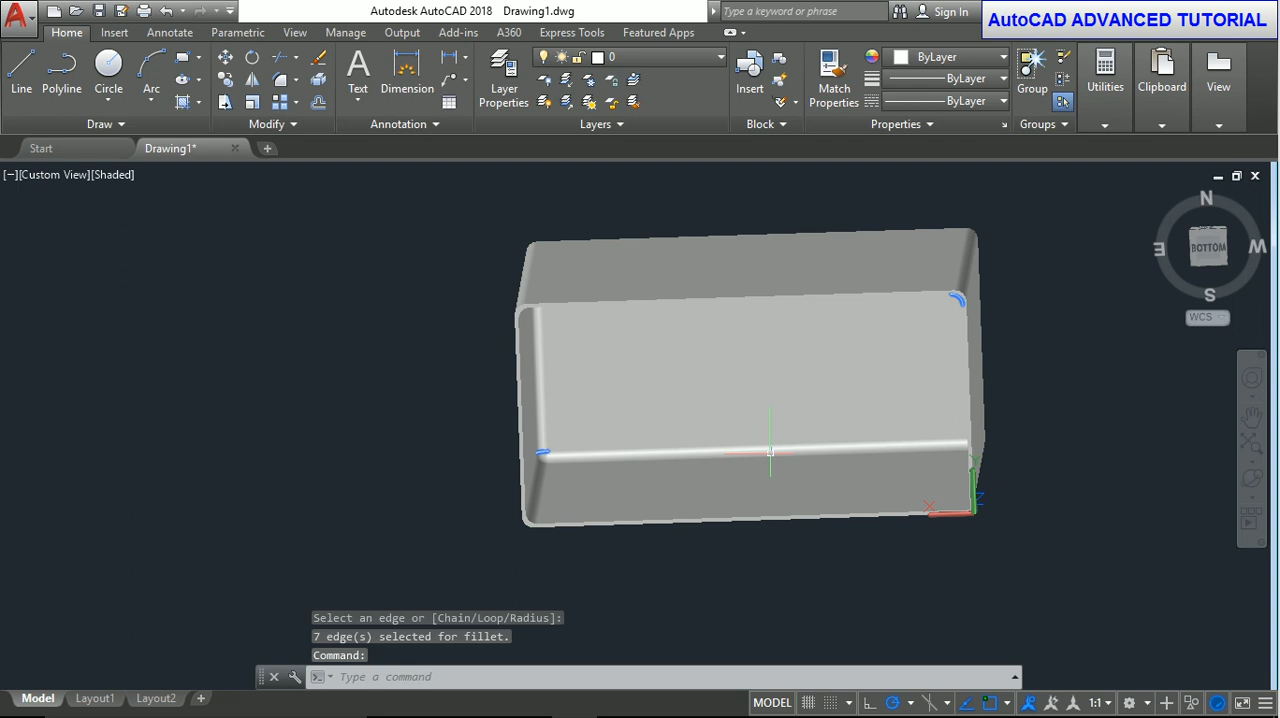 Autodesk AutoCAD 2018 Drawing1.dwg
Type a keyword or phrase
Sign In
AutoCAD ADVANCED TUTORIAL
Home Insert Annotate Parametric View Manage Output Add-ins A360 Express Tools Featured Apps
Line Polyline Circle Arc
Text Dimension
Layer Properties
0
Insert
Match Properties
ByLayer
ByLayer
ByLayer
Group
Utilities
Clipboard
View
Draw Modify Annotation Layers Block Properties Groups
Start Drawing1*
[−][Custom View][Shaded]
N
E BOTTOM W
S
WCS
X Y Z
Select an edge or [Chain/Loop/Radius]:
7 edge(s) selected for fillet.
Command:
Type a command
Model Layout1 Layout2
MODEL 1:1